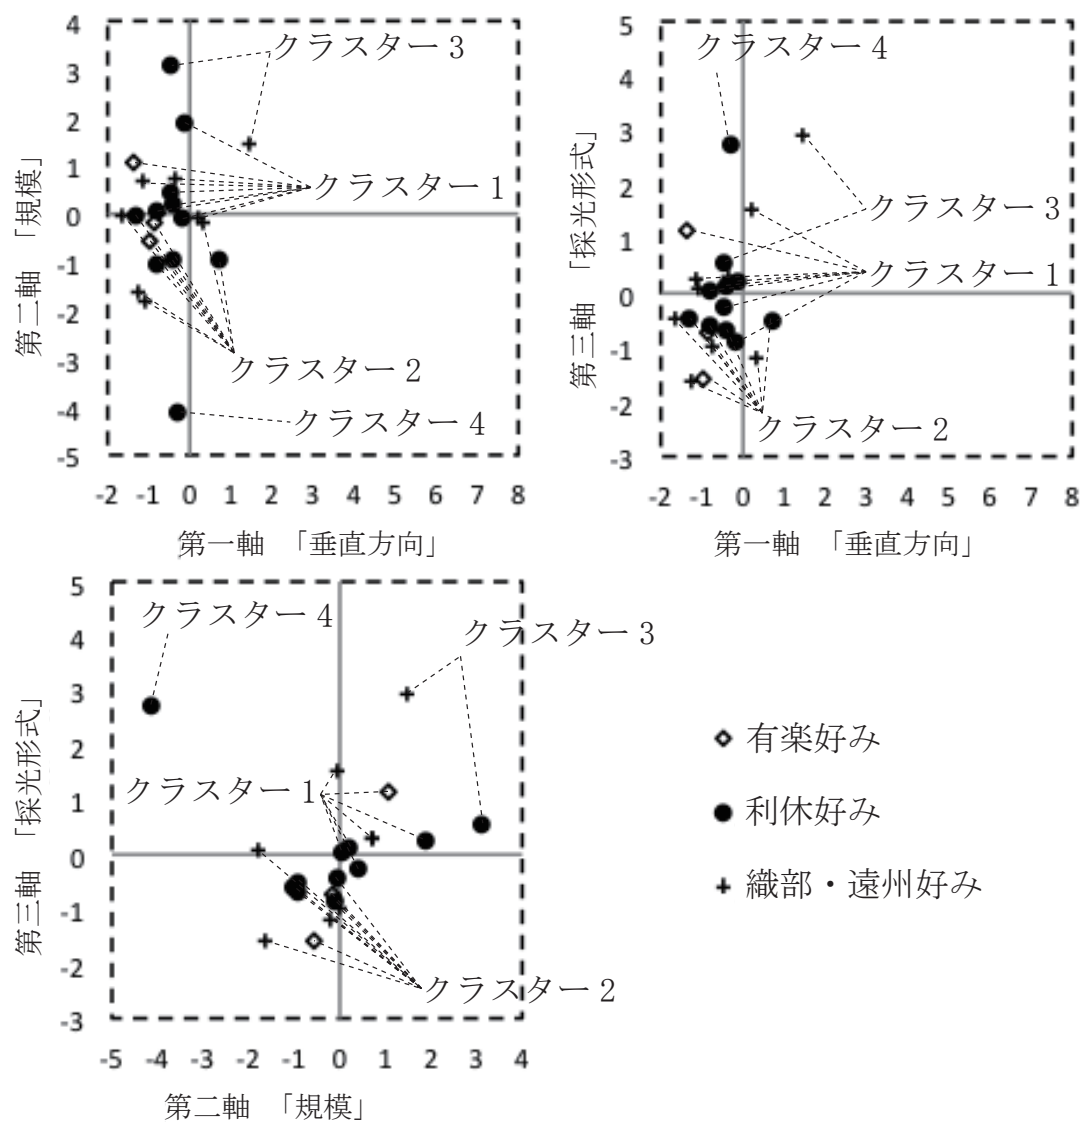 クラスター3
クラスター1
クラスター2
クラスター4
4
3
2
1
0
-1
-2
-3
-4
-5
第二軸 「規模」
-2 -1 0 1 2 3 4 5 6 7 8
第一軸 「垂直方向」
クラスター4
クラスター3
クラスター1
クラスター2
5
4
3
2
1
0
-1
-2
-3
第三軸 「採光形式」
-2 -1 0 1 2 3 4 5 6 7 8
第一軸 「垂直方向」
クラスター4
クラスター3
クラスター1
クラスター2
5
4
3
2
1
0
-1
-2
-3
第三軸 「採光形式」
-5 -4 -3 -2 -1 0 1 2 3 4
第二軸 「規模」
有楽好み
利休好み
織部・遠州好み